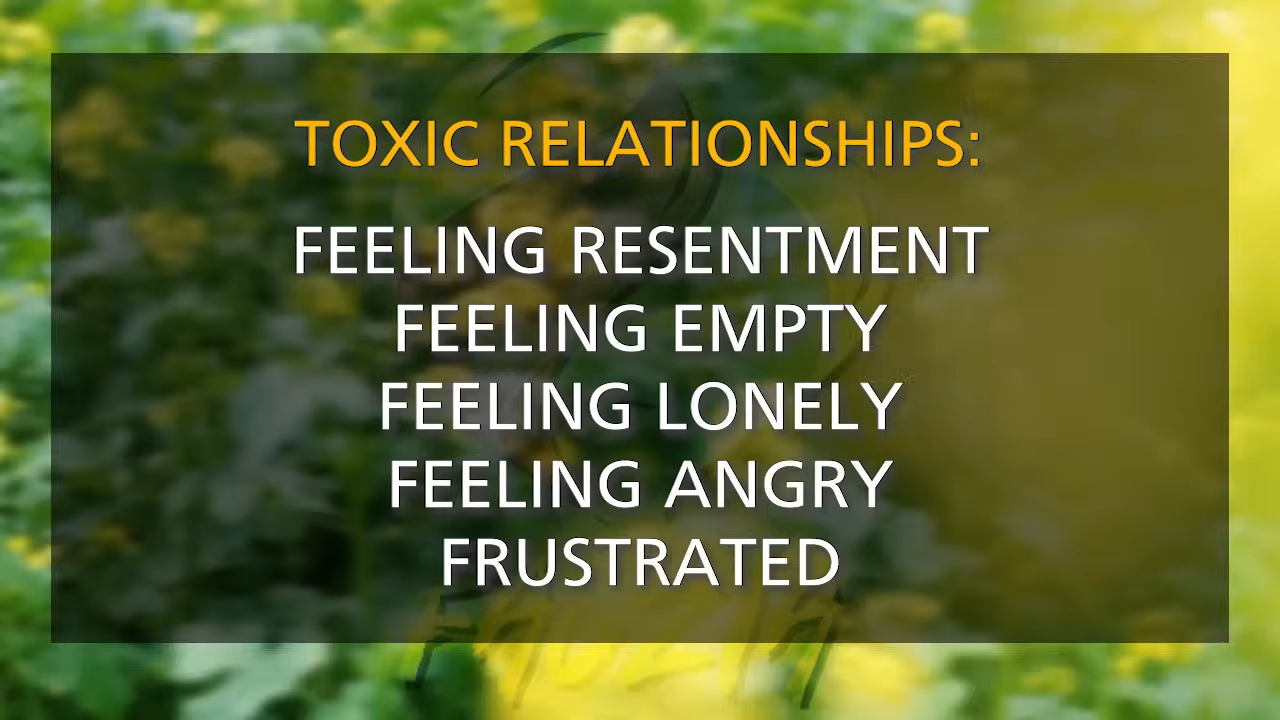 TOXIC RELATIONSHIPS:
FEELING RESENTMENT
FEELING EMPTY
FEELING LONELY
FEELING ANGRY
FRUSTRATED